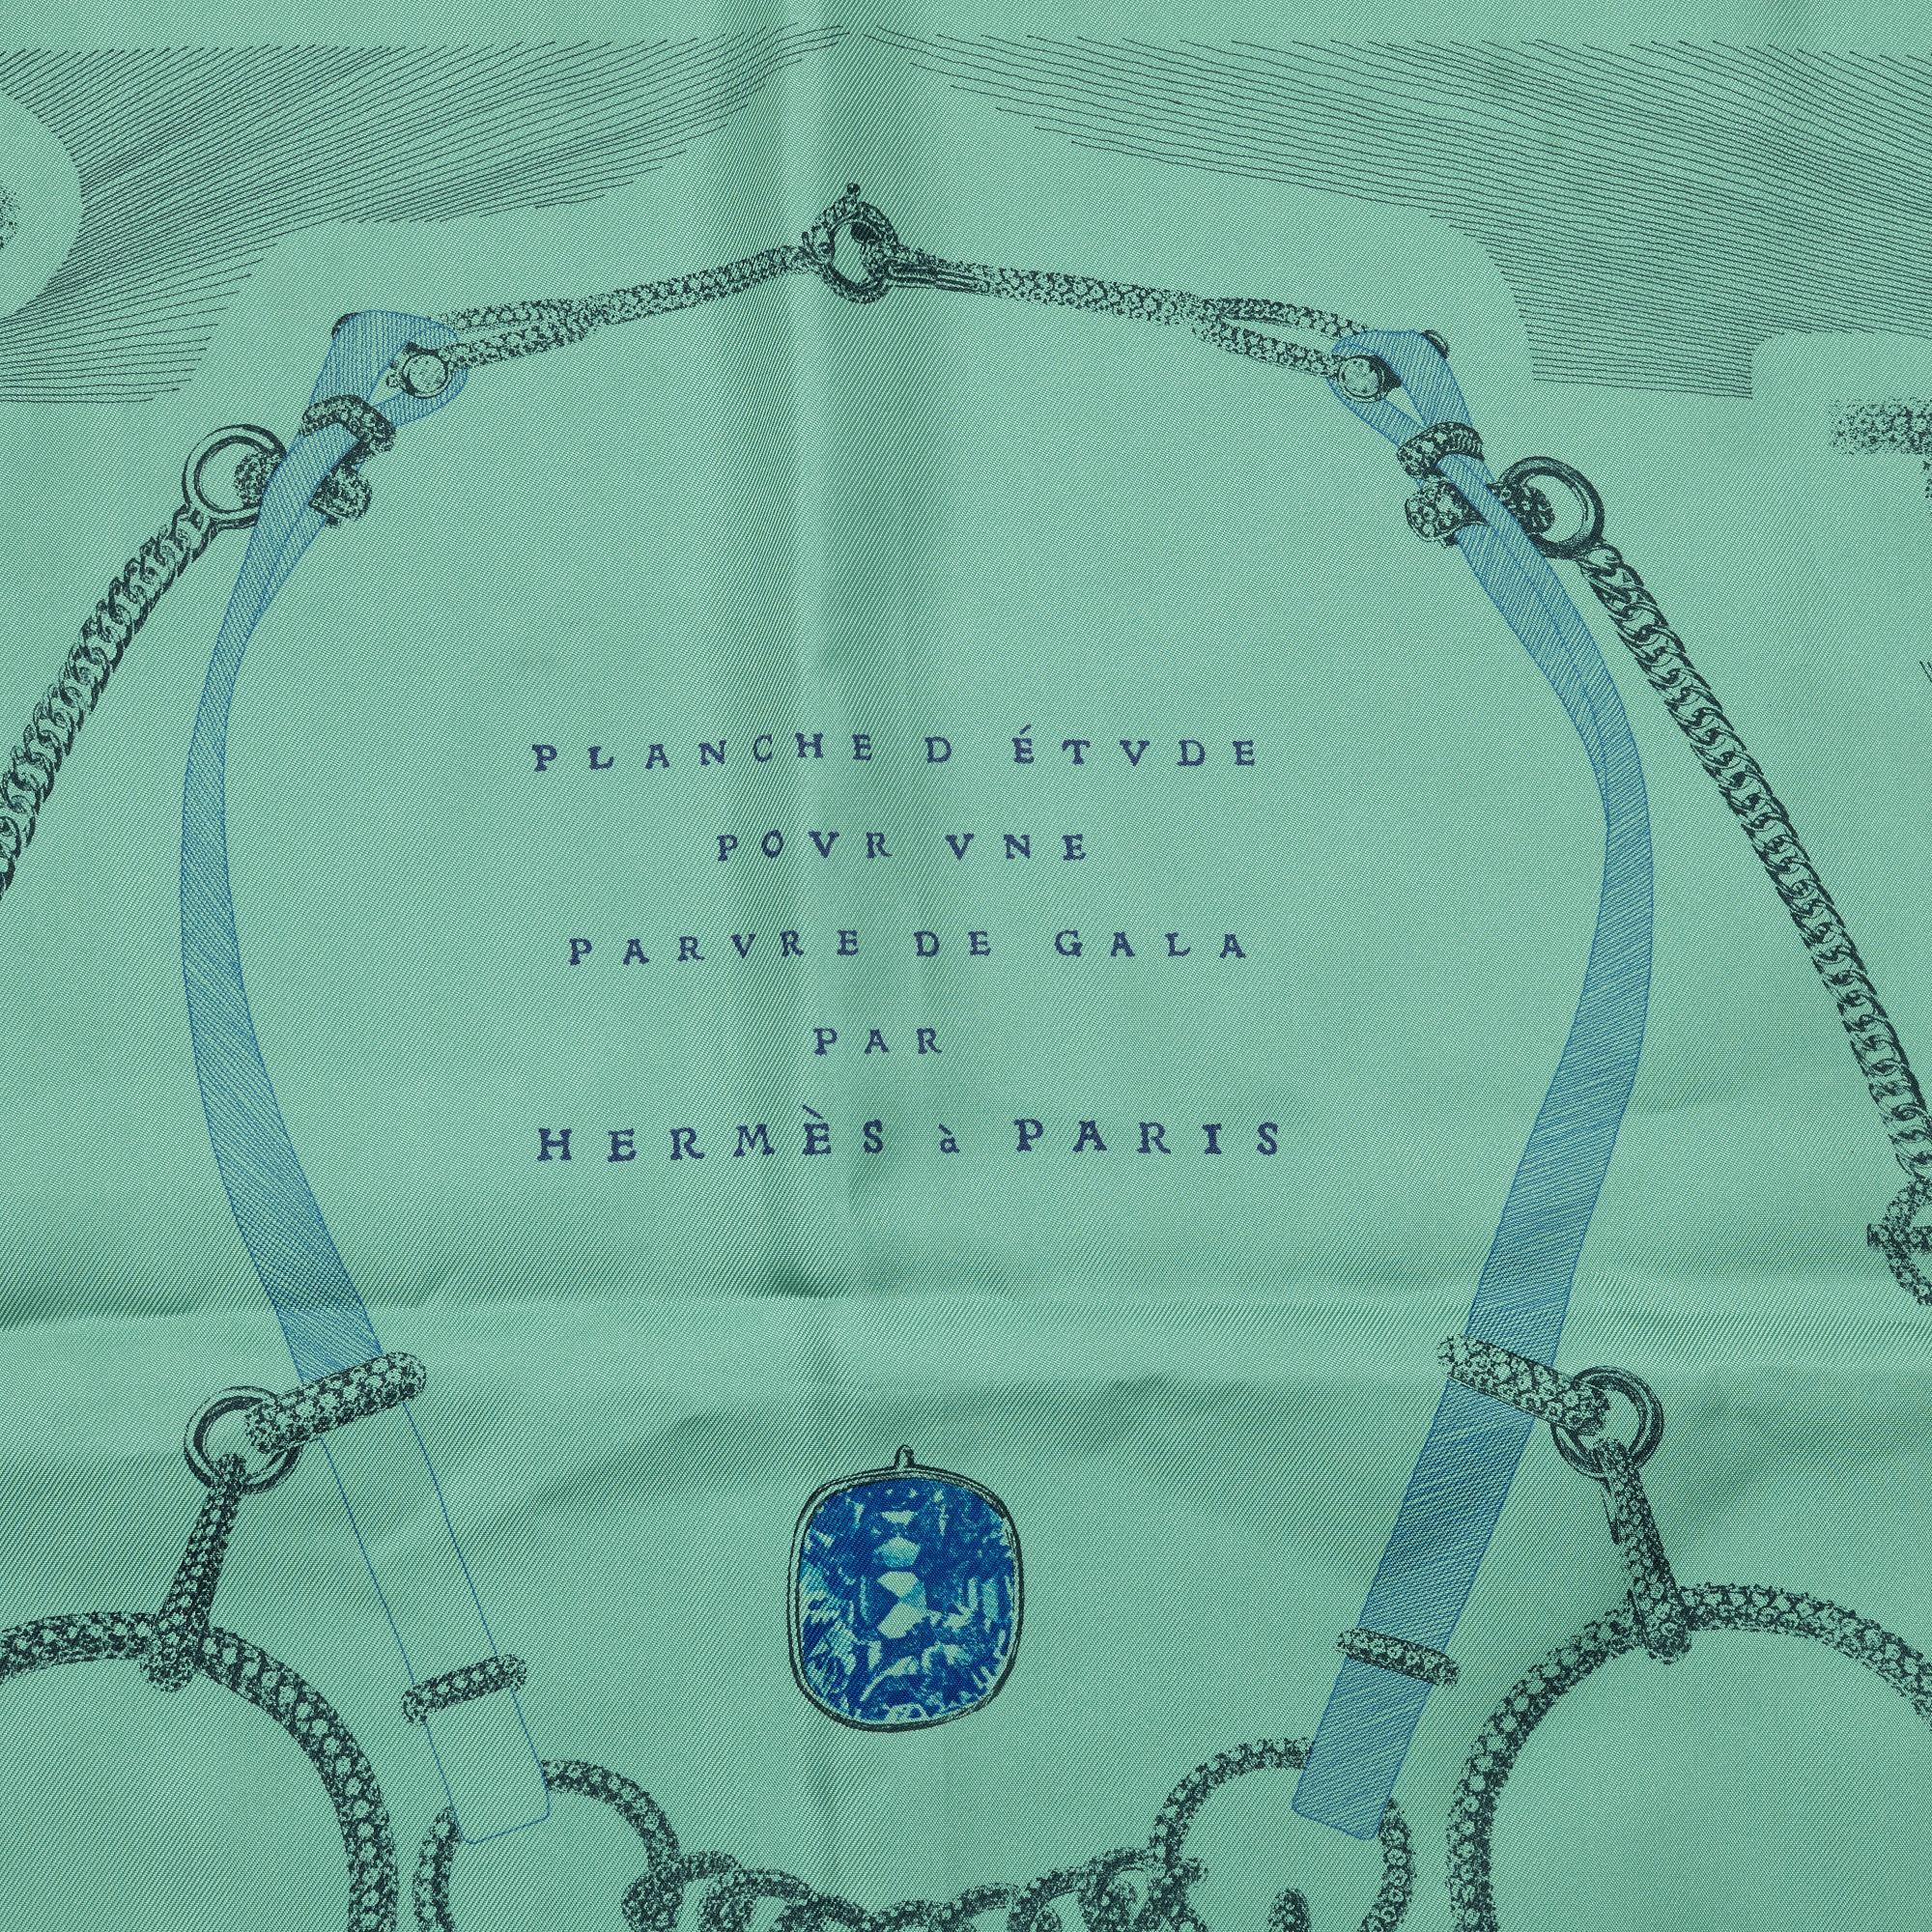 PLANCHE D ÉTVDE
POVR VNE
PARVRE DE GALA
PAR
HERMÈS à PARIS